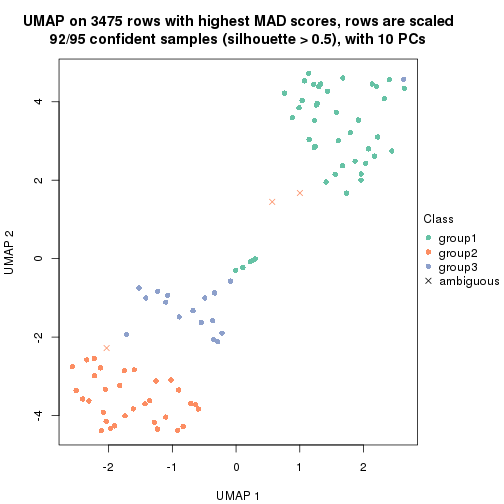 UMAP on 3475 rows with highest MAD scores, rows are scaled
92/95 confident samples (silhouette > 0.5), with 10 PCs
4
2
0
-2
-4
UMAP 2
-2
-1
0
1
2
UMAP 1
Class
group1
group2
group3
ambiguous